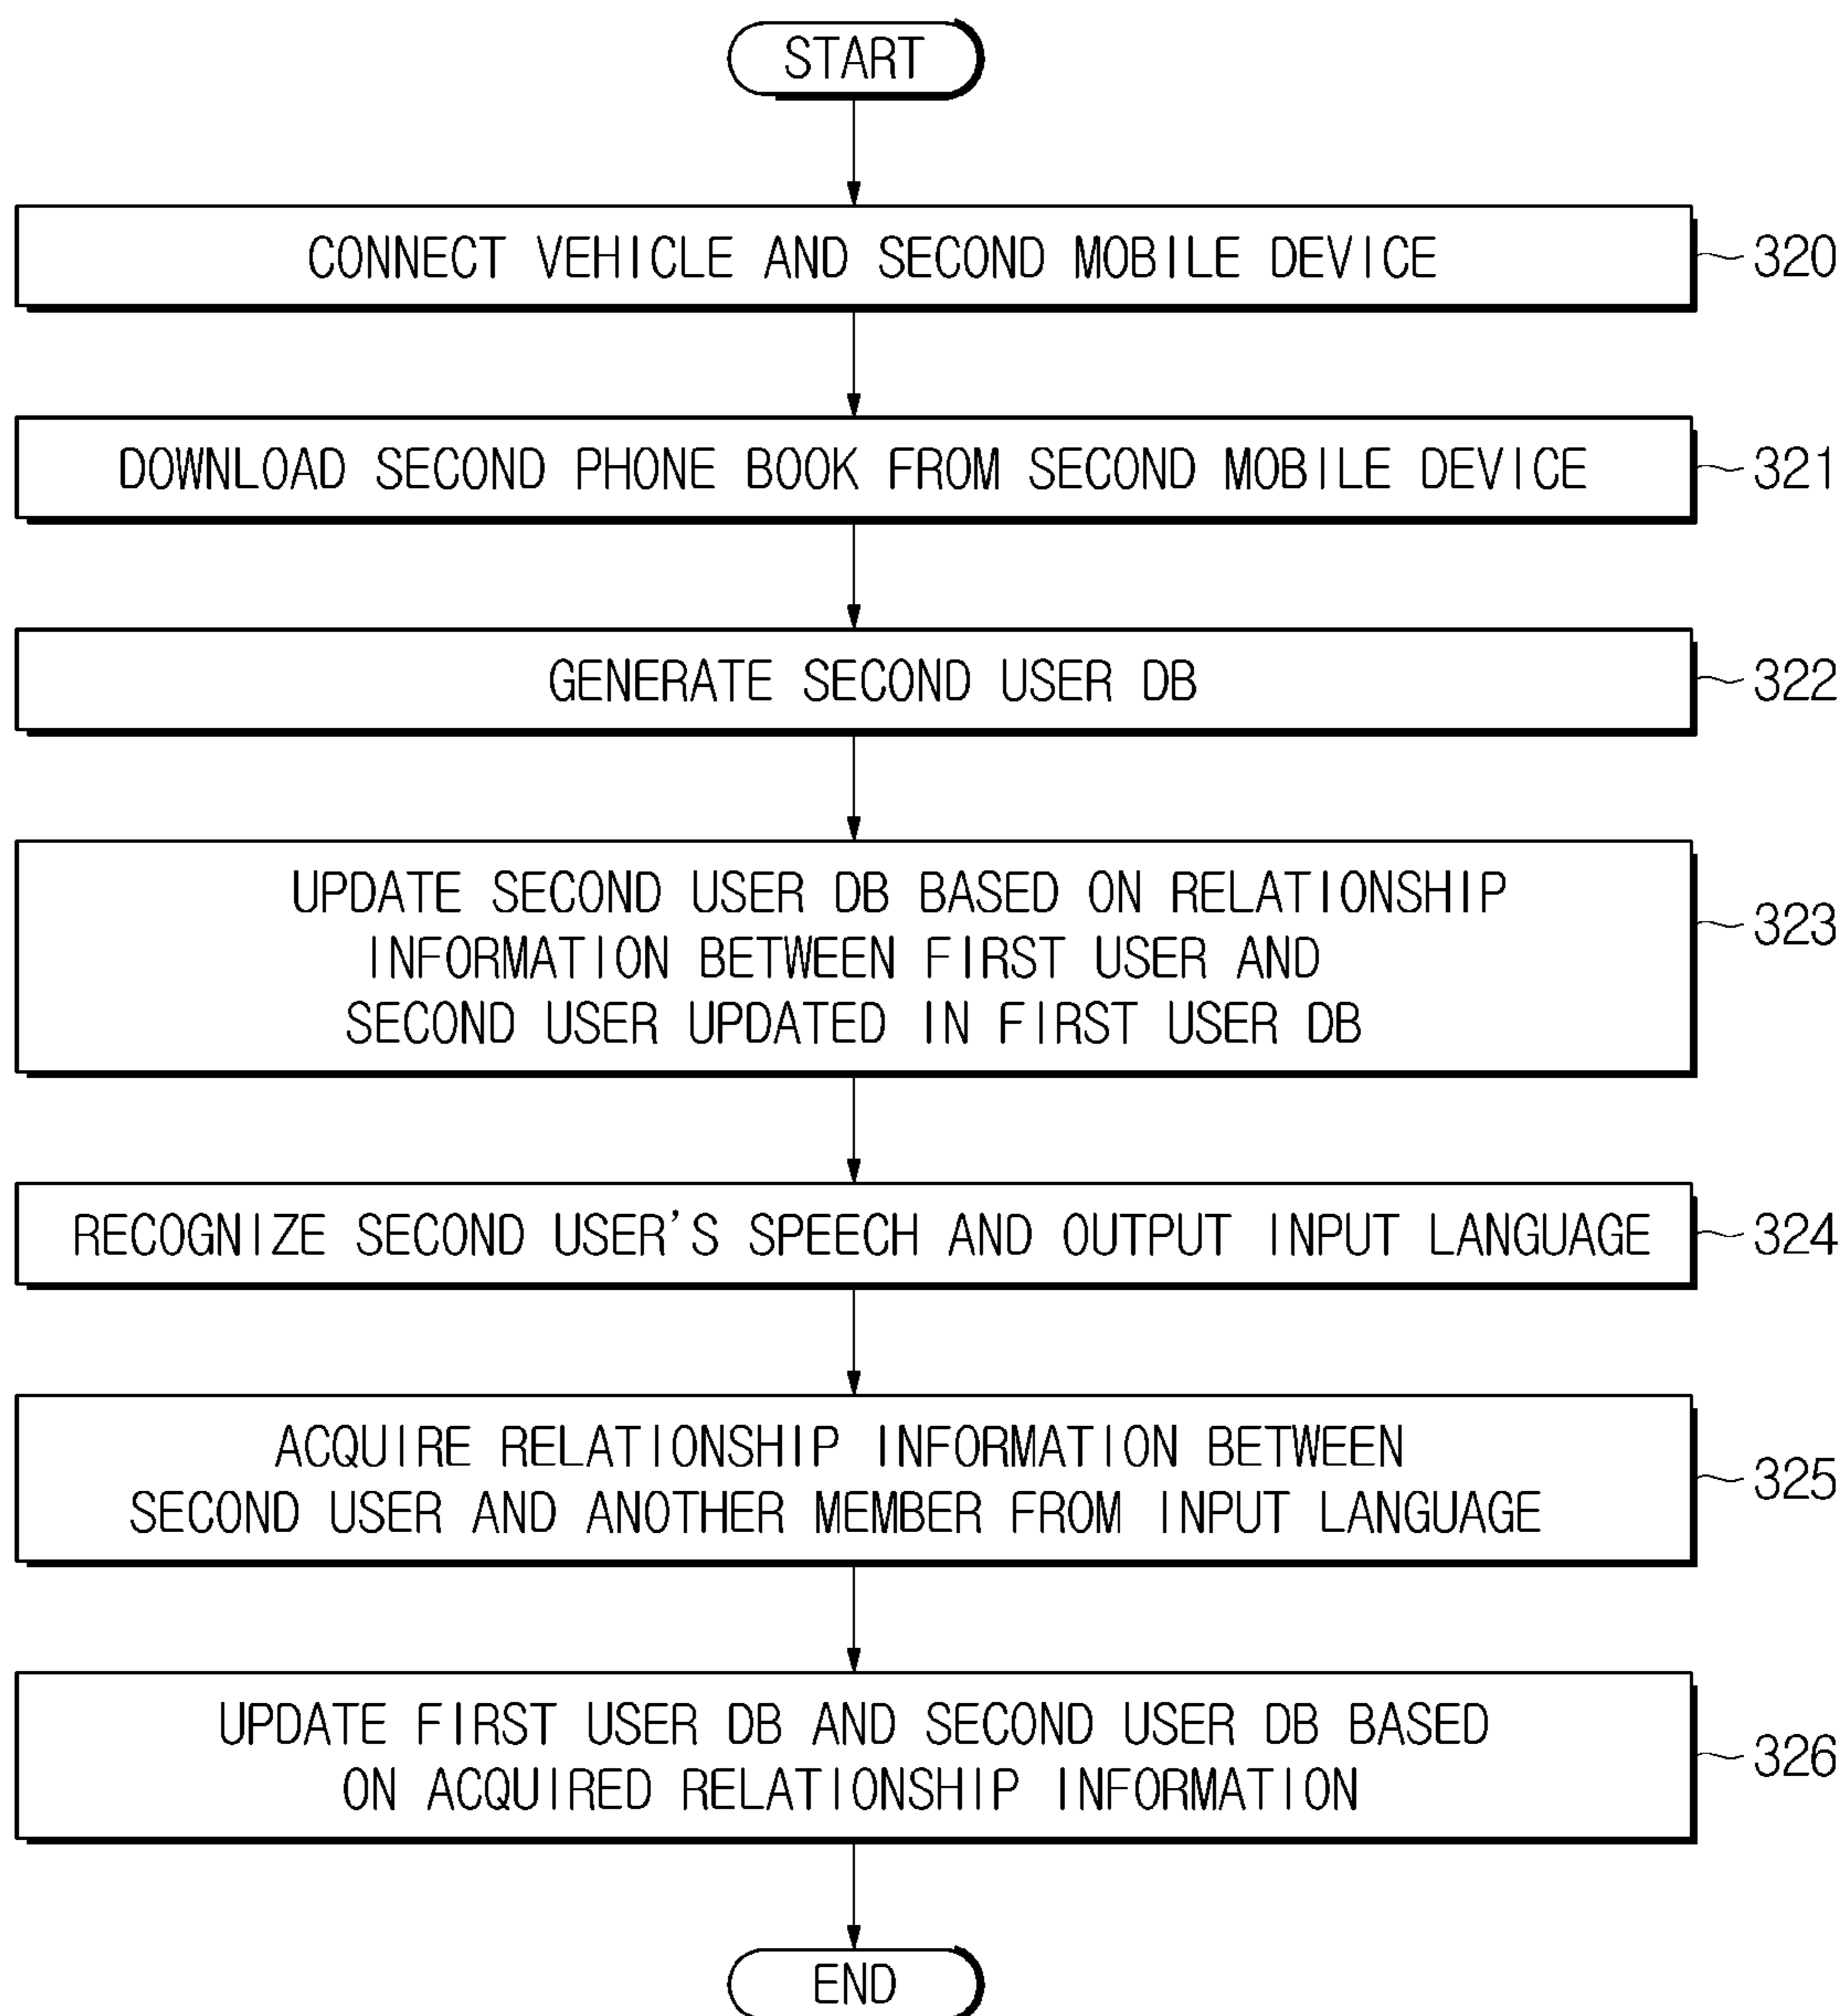 START
CONNECT VEHICLE AND SECOND MOBILE DEVICE
320
DOWNLOAD SECOND PHONE BOOK FROM SECOND MOBILE DEVICE
321
GENERATE SECOND USER DB
322
UPDATE SECOND USER DB BASED ON RELATIONSHIP
INFORMATION BETWEEN FIRST USER AND
SECOND USER UPDATED IN FIRST USER DB
323
RECOGNIZE SECOND USER'S SPEECH AND OUTPUT INPUT LANGUAGE
324
ACQUIRE RELATIONSHIP INFORMATION BETWEEN
SECOND USER AND ANOTHER MEMBER FROM INPUT LANGUAGE
325
UPDATE FIRST USER DB AND SECOND USER DB BASED
ON ACQUIRED RELATIONSHIP INFORMATION
326
END